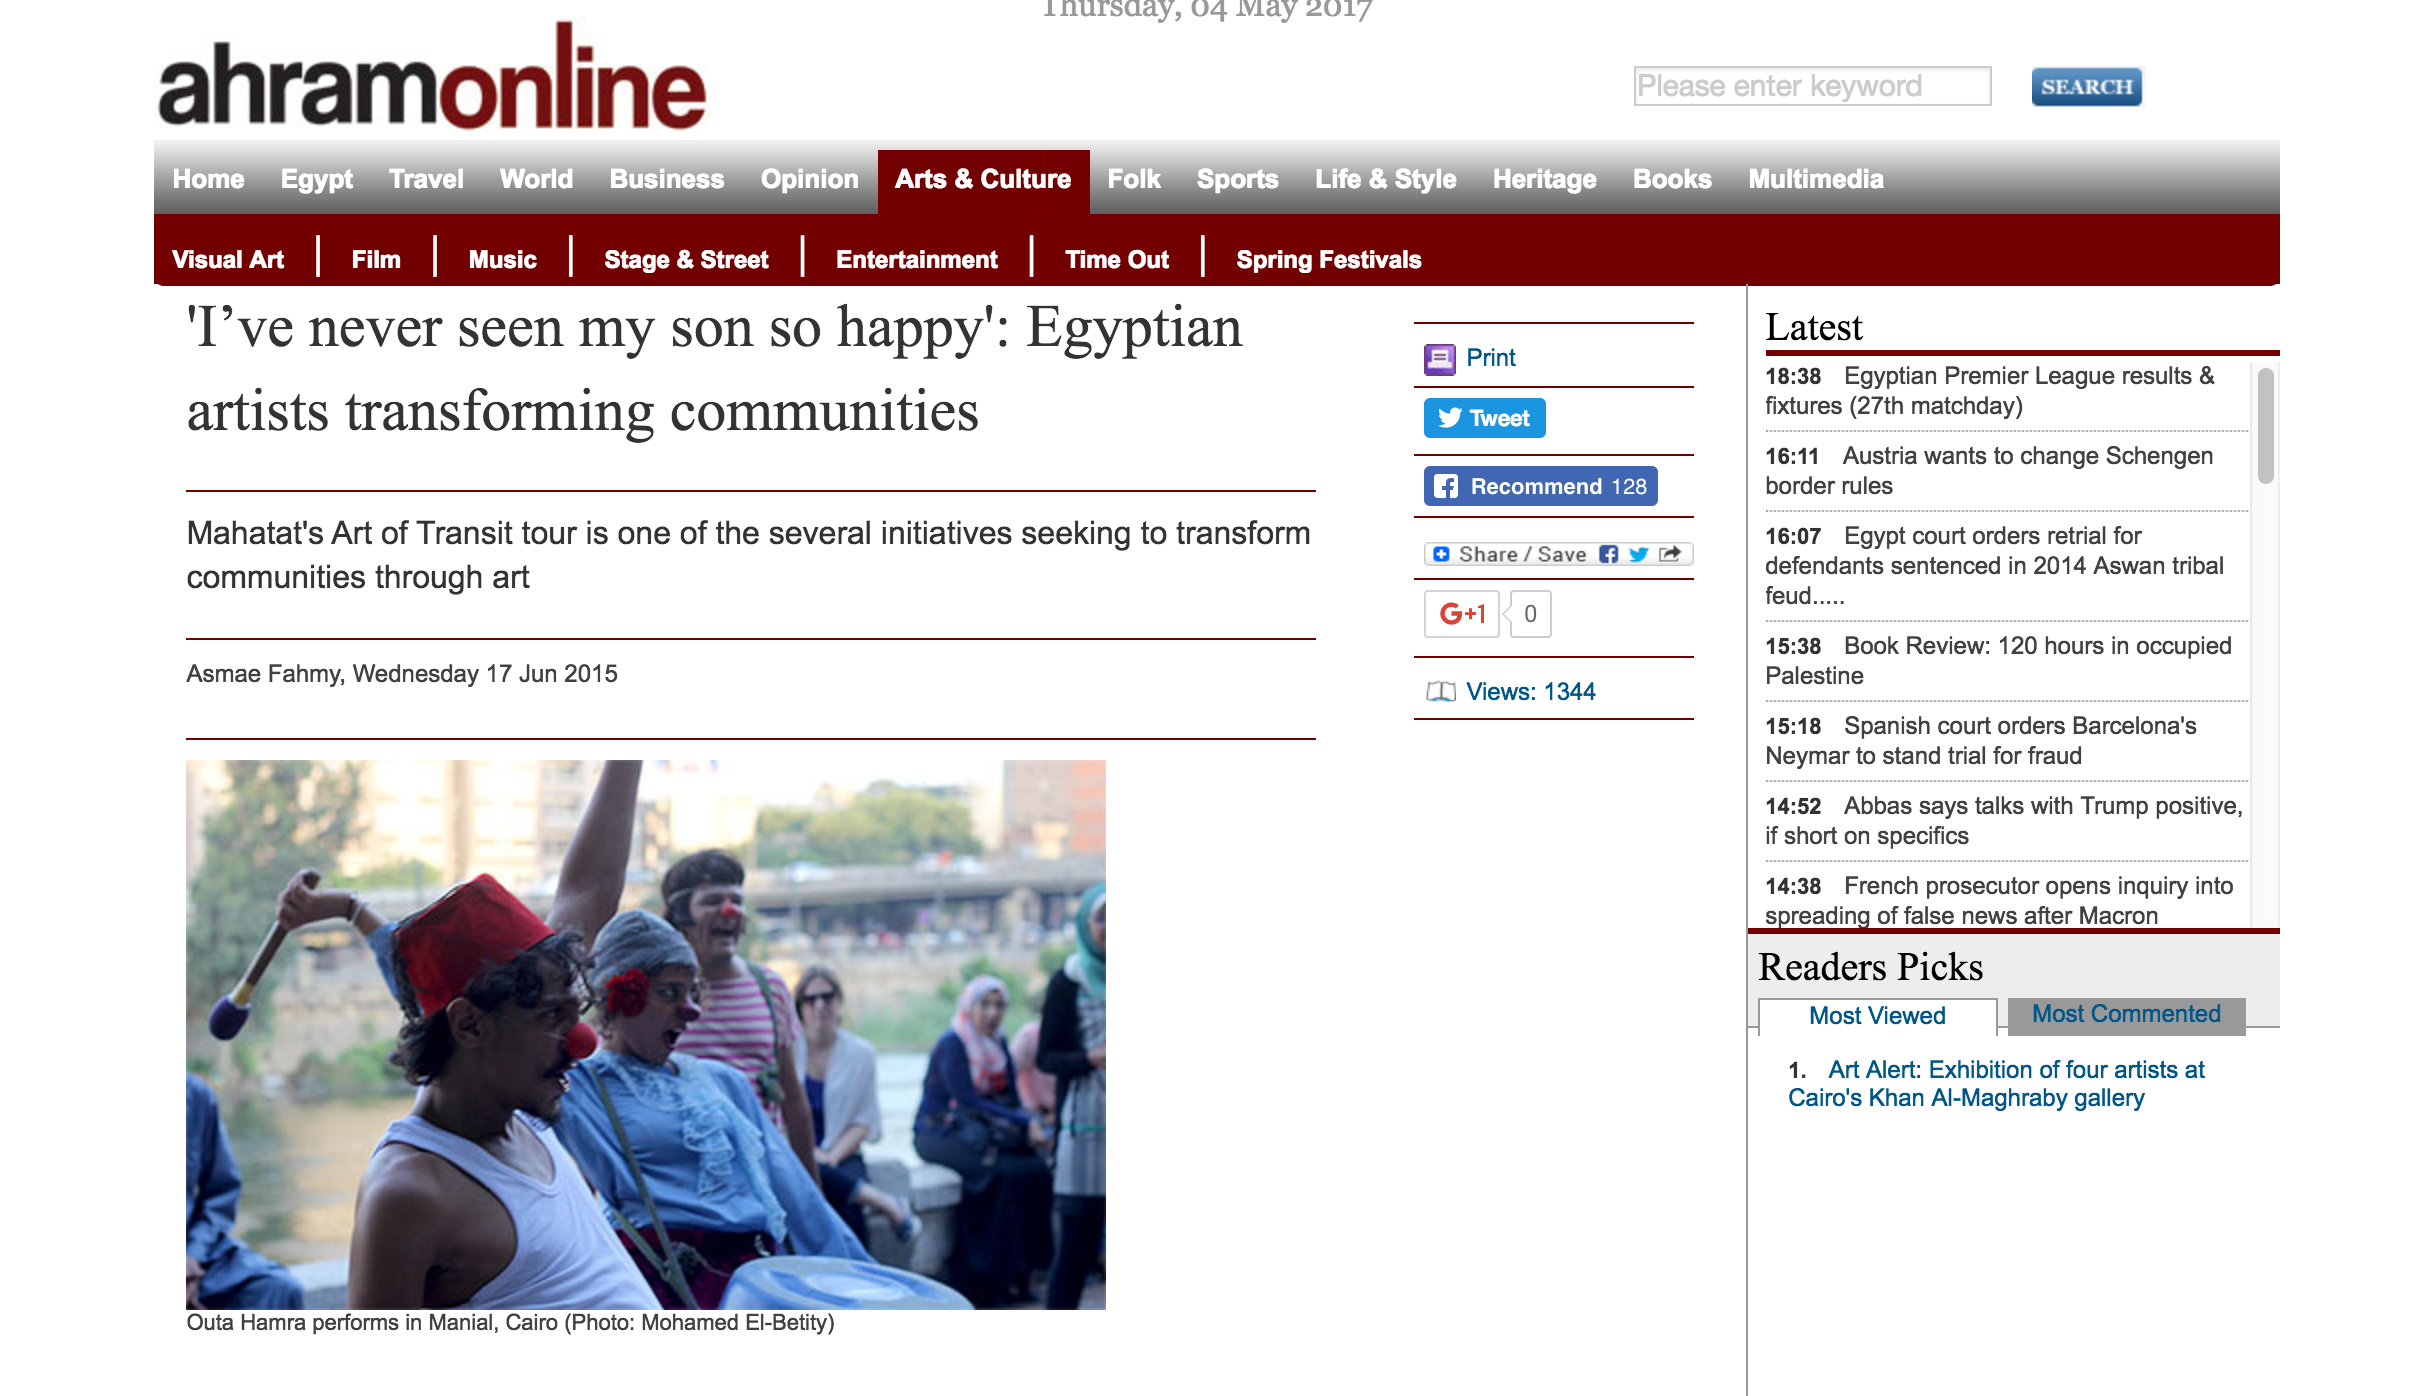 Thursday, 04 May 2017
ahramonline
Please enter keyword
SEARCH
Home Egypt Travel World Business Opinion Arts & Culture Folk Sports Life & Style Heritage Books Multimedia
Visual Art | Film | Music | Stage & Street | Entertainment | Time Out | Spring Festivals
'I’ve never seen my son so happy': Egyptian
artists transforming communities
Mahatat's Art of Transit tour is one of the several initiatives seeking to transform
communities through art
Asmae Fahmy, Wednesday 17 Jun 2015
Outa Hamra performs in Manial, Cairo (Photo: Mohamed El-Betity)
Print
Tweet
Recommend 128
Share / Save
G+1 0
Views: 1344
Latest
18:38 Egyptian Premier League results &
fixtures (27th matchday)
16:11 Austria wants to change Schengen
border rules
16:07 Egypt court orders retrial for
defendants sentenced in 2014 Aswan tribal
feud.....
15:38 Book Review: 120 hours in occupied
Palestine
15:18 Spanish court orders Barcelona's
Neymar to stand trial for fraud
14:52 Abbas says talks with Trump positive,
if short on specifics
14:38 French prosecutor opens inquiry into
spreading of false news after Macron
Readers Picks
Most Viewed
Most Commented
1. Art Alert: Exhibition of four artists at
Cairo's Khan Al-Maghraby gallery